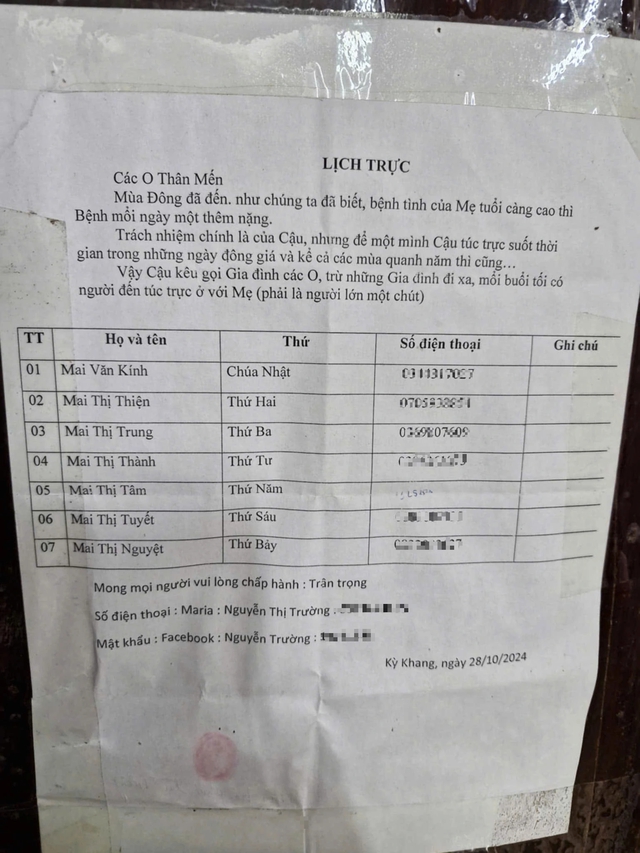 LỊCH TRỰC
Các O Thân Mến
Mùa Đông đã đến. như chúng ta đã biết, bệnh tình của Mẹ tuổi càng cao thì
Bệnh mỗi ngày một thêm nặng.
Trách nhiệm chính là của Cậu, nhưng để một mình Cậu túc trực suốt thời
gian trong những ngày đông giá và kể cả các mùa quanh năm thì cũng...
Vậy Cậu kêu gọi Gia đình các O, trừ những Gia đình đi xa, mỗi buổi tối có
người đến túc trực ở với Mẹ (phải là người lớn một chút)
TT Họ và tên Thứ Số điện thoại Ghi chú
01 Mai Văn Kính Chúa Nhật
02 Mai Thị Thiện Thứ Hai
03 Mai Thị Trung Thứ Ba
04 Mai Thị Thành Thứ Tư
05 Mai Thị Tâm Thứ Năm
06 Mai Thị Tuyết Thứ Sáu
07 Mai Thị Nguyệt Thứ Bảy
Mong mọi người vui lòng chấp hành : Trân trọng
Số điện thoại : Maria : Nguyễn Thị Trường :
Mật khẩu : Facebook : Nguyễn Trường :
Kỳ Khang, ngày 28/10/2024